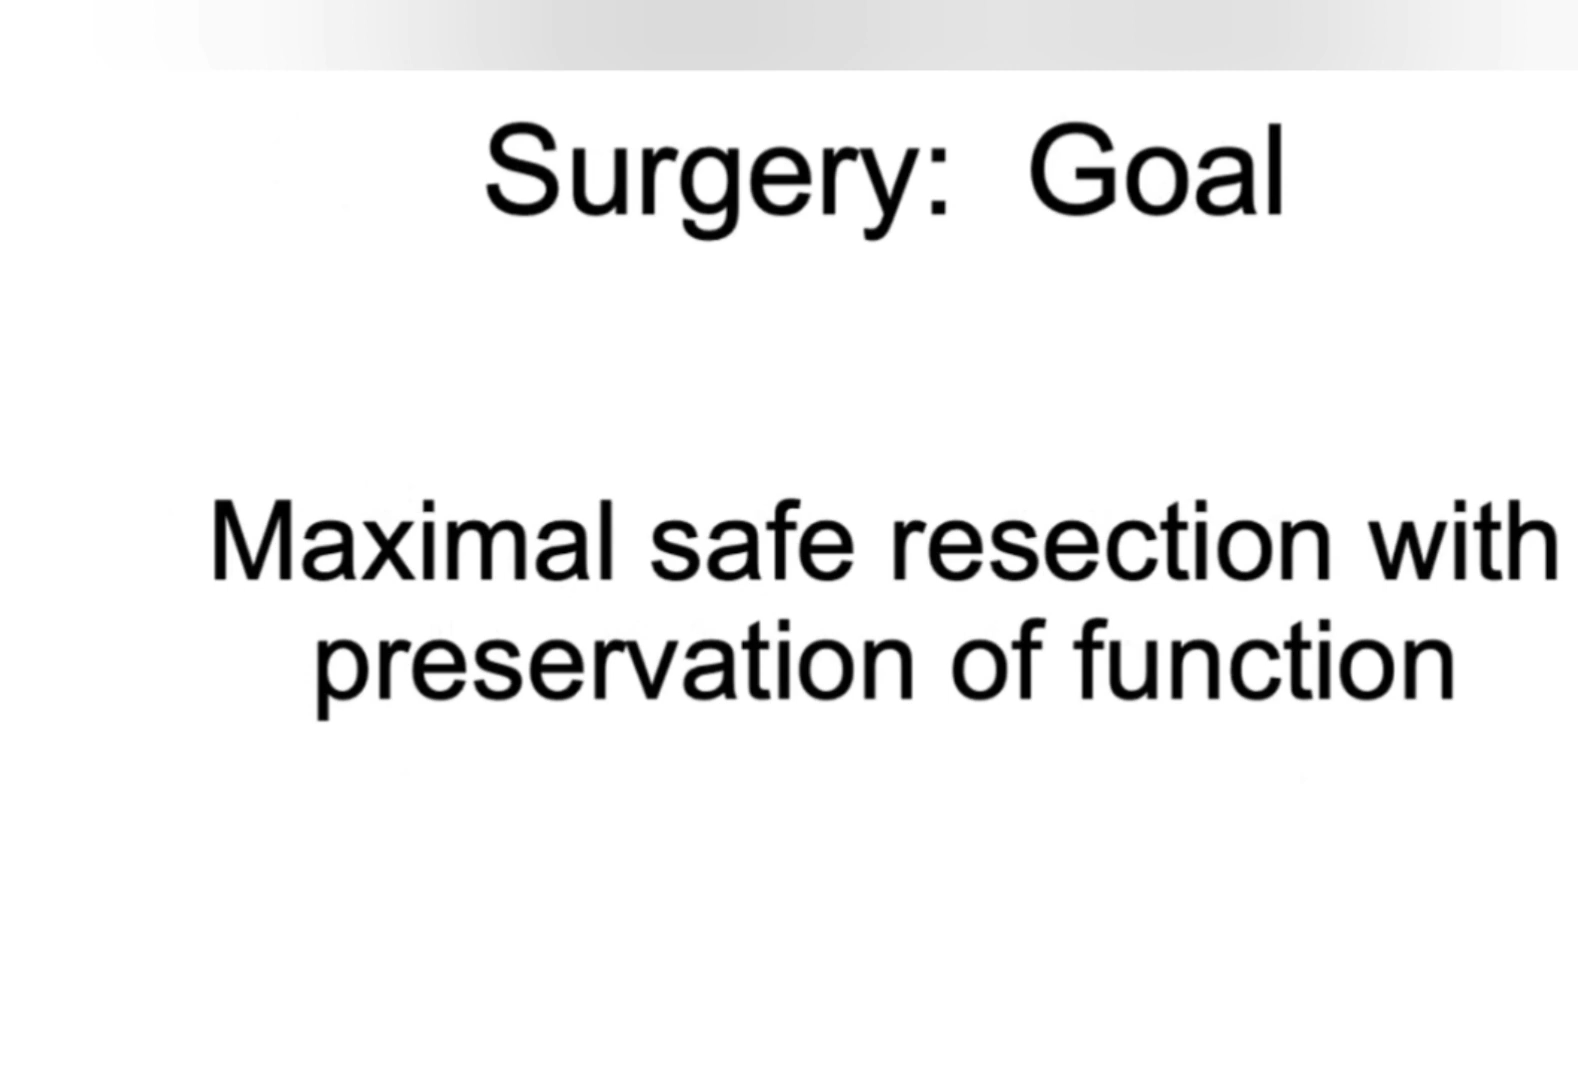 Surgery:  Goal
Maximal safe resection with
preservation of function